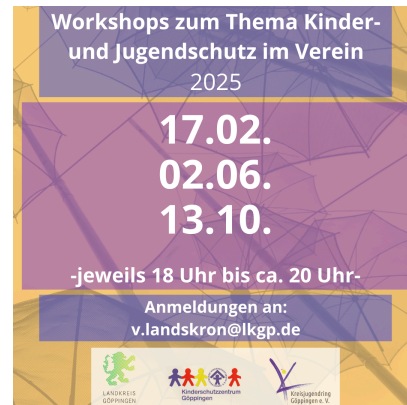 Workshops zum Thema Kinder-
und Jugendschutz im Verein
2025
17.02.
02.06.
13.10.
-jeweils 18 Uhr bis ca. 20 Uhr-
Anmeldungen an:
v.landskron@lkgp.de
LANDKREIS
GÖPPINGEN
Kinderschutzzentrum
Göppingen
Kreisjugendring
Göppingen e. V.